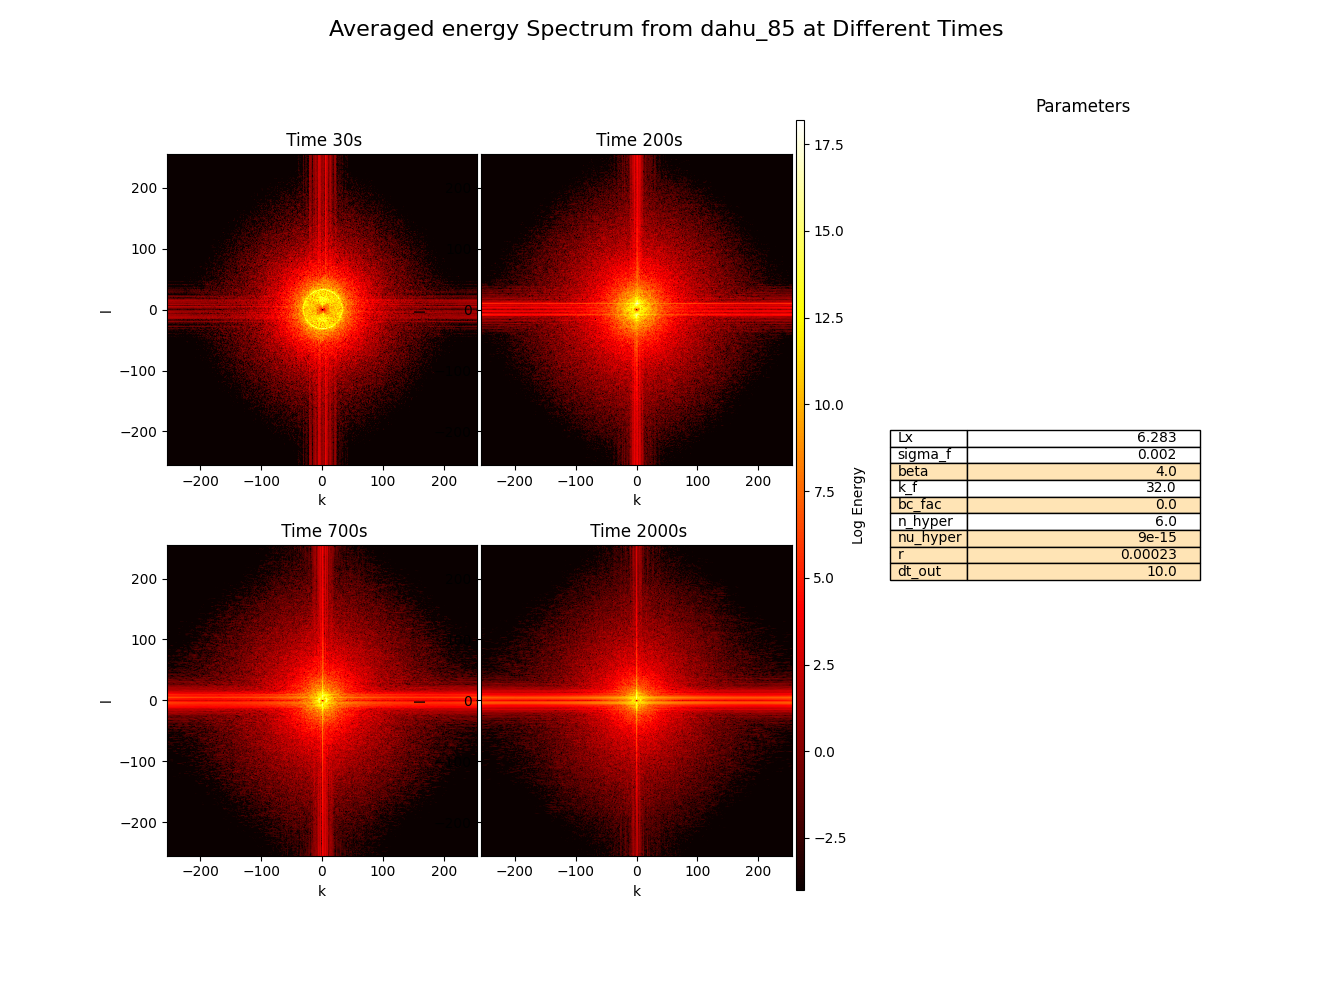 Averaged energy Spectrum from dahu_85 at Different Times
Parameters
Time 30s
Time 200s
200
100
0
−100
−200
l
−200 −100 0 100 200
k
0
l
−200 −100 0 100 200
k
Time 700s
Time 2000s
200
100
0
−100
−200
l
−200 −100 0 100 200
k
0
l
−200 −100 0 100 200
k
17.5
15.0
12.5
10.0
7.5
5.0
2.5
0.0
−2.5
Log Energy
Lx 6.283
sigma_f 0.002
beta 4.0
k_f 32.0
bc_fac 0.0
n_hyper 6.0
nu_hyper 9e-15
r 0.00023
dt_out 10.0